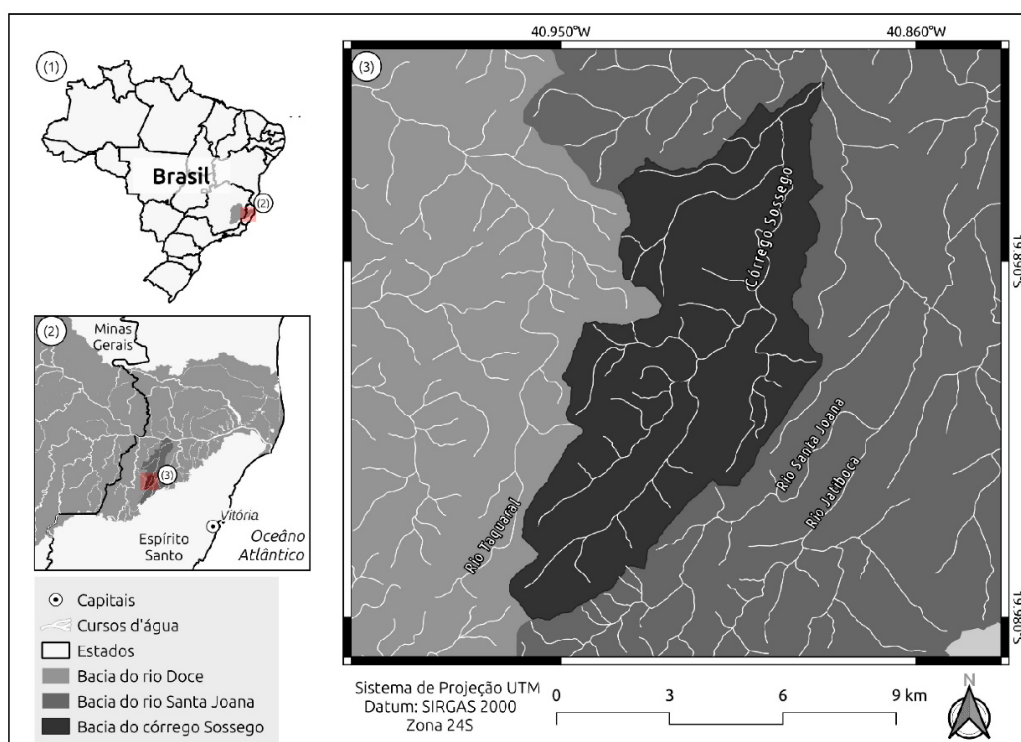 (1)
Brasil
(2)
(2)
Minas
Gerais
(3)
Vitória
Espírito
Santo
Oceâno
Atlântico
Capitais
Cursos d'água
Estados
Bacia do rio Doce
Bacia do rio Santa Joana
Bacia do córrego Sossego
40.950°W
40.860°W
(3)
Córrego Sossego
19.890°S
Rio Santa Joana
Rio Jatiboca
Rio Taquaral
19.980°S
Sistema de Projeção UTM
Datum: SIRGAS 2000
Zona 24S
0 3 6 9 km
N